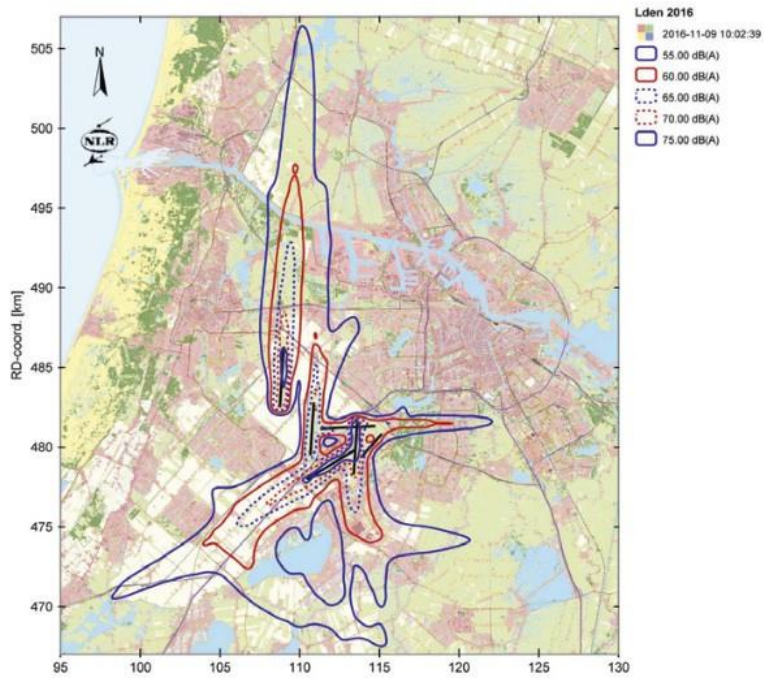 Lden 2016
2016-11-09 10:02:39
55.00 dB(A)
60.00 dB(A)
65.00 dB(A)
70.00 dB(A)
75.00 dB(A)
N
NLR
RD-coord. [km]
505
500
495
490
485
480
475
470
95 100 105 110 115 120 125 130